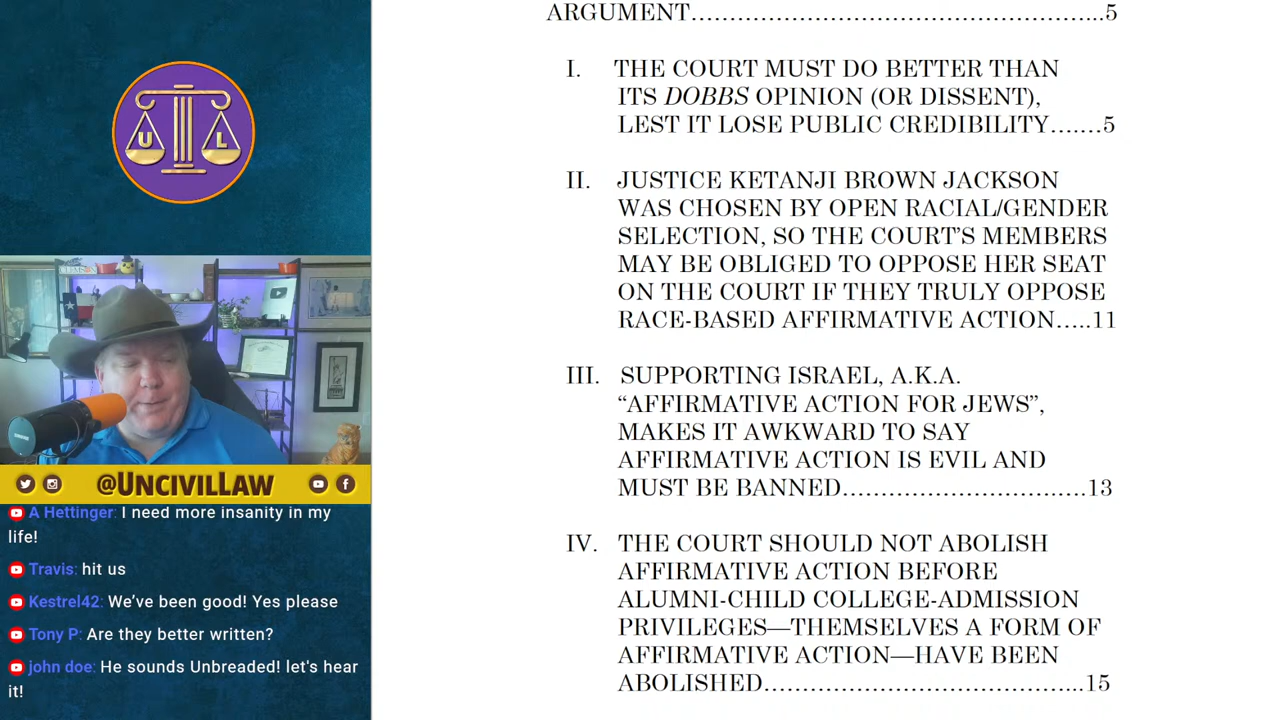 U L
@UNCIVILLAW
A Hettinger: I need more insanity in my
life!
Travis: hit us
Kestrel42: We've been good! Yes please
Tony P: Are they better written?
john doe: He sounds Unbreaded! let's hear
it!
ARGUMENT……………………………………...5
I. THE COURT MUST DO BETTER THAN
ITS DOBBS OPINION (OR DISSENT),
LEST IT LOSE PUBLIC CREDIBILITY…….5
II. JUSTICE KETANJI BROWN JACKSON
WAS CHOSEN BY OPEN RACIAL/GENDER
SELECTION, SO THE COURT'S MEMBERS
MAY BE OBLIGED TO OPPOSE HER SEAT
ON THE COURT IF THEY TRULY OPPOSE
RACE-BASED AFFIRMATIVE ACTION…..11
III. SUPPORTING ISRAEL, A.K.A.
“AFFIRMATIVE ACTION FOR JEWS”,
MAKES IT AWKWARD TO SAY
AFFIRMATIVE ACTION IS EVIL AND
MUST BE BANNED…………………….13
IV. THE COURT SHOULD NOT ABOLISH
AFFIRMATIVE ACTION BEFORE
ALUMNI-CHILD COLLEGE-ADMISSION
PRIVILEGES—THEMSELVES A FORM OF
AFFIRMATIVE ACTION—HAVE BEEN
ABOLISHED……………………………...15